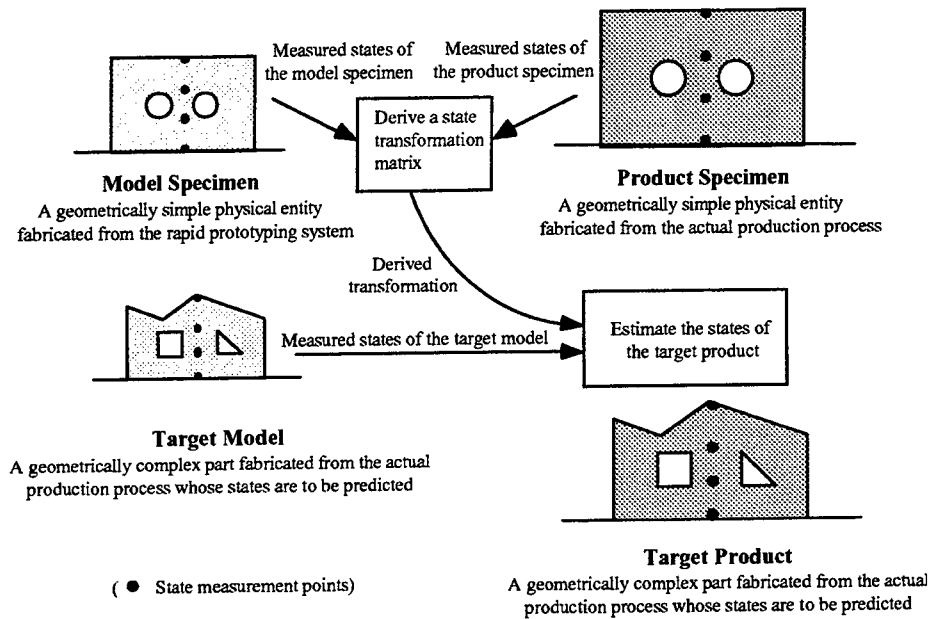 Measured states of
the model specimen
Measured states of
the product specimen
Derive a state
transformation
matrix
Model Specimen
A geometrically simple physical entity
fabricated from the rapid prototyping system
Product Specimen
A geometrically simple physical entity
fabricated from the actual production process
Derived
transformation
Measured states of the target model
Estimate the states of
the target product
Target Model
A geometrically complex part fabricated from the actual
production process whose states are to be predicted
Target Product
A geometrically complex part fabricated from the actual
production process whose states are to be predicted
( ● State measurement points)